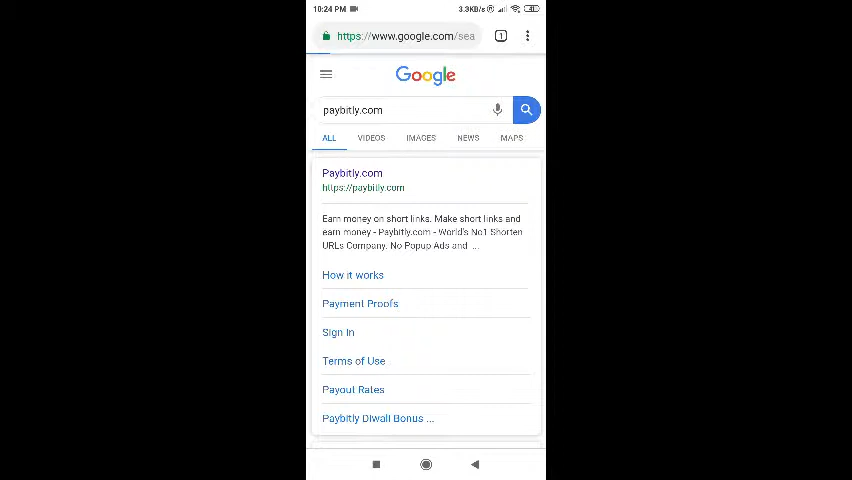 10:24 PM 3.3KB/s 41
https://www.google.com/sea 1
Google
paybitly.com
ALL VIDEOS IMAGES NEWS MAPS
Paybitly.com
https://paybitly.com
Earn money on short links. Make short links and
earn money - Paybitly.com - World's No1 Shorten
URLs Company. No Popup Ads and ...
How it works
Payment Proofs
Sign In
Terms of Use
Payout Rates
Paybitly Diwali Bonus ...